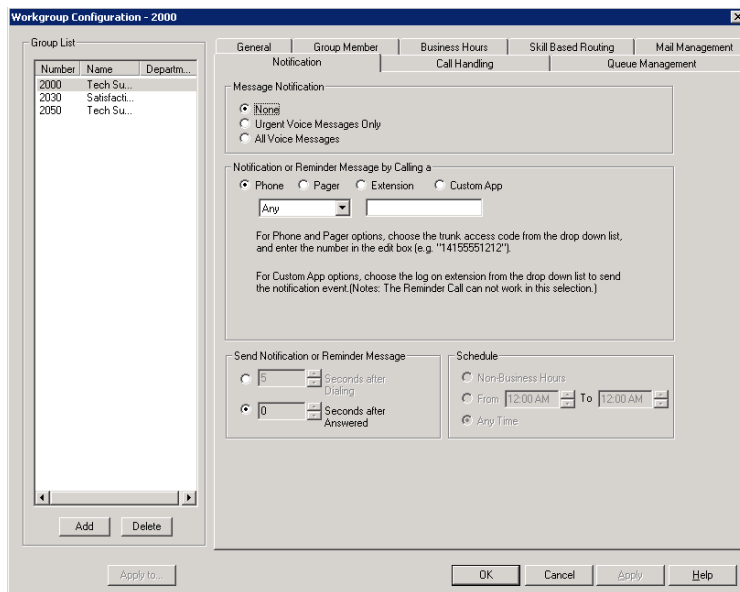 Workgroup Configuration - 2000
Group List
Number Name Departm...
2000 Tech Su...
2030 Satisfacti...
2050 Tech Su...
Add Delete
Apply to...
General Group Member Business Hours Skill Based Routing Mail Management
Notification Call Handling Queue Management
Message Notification
None
Urgent Voice Messages Only
All Voice Messages
Notification or Reminder Message by Calling a
Phone Pager Extension Custom App
Any
For Phone and Pager options, choose the trunk access code from the drop down list,
and enter the number in the edit box (e.g. "14155551212").
For Custom App options, choose the log on extension from the drop down list to send
the notification event.(Notes: The Reminder Call can not work in this selection.)
Send Notification or Reminder Message
5 Seconds after
Dialing
0 Seconds after
Answered
Schedule
Non-Business Hours
From 12:00 AM To 12:00 AM
Any Time
OK Cancel Apply Help